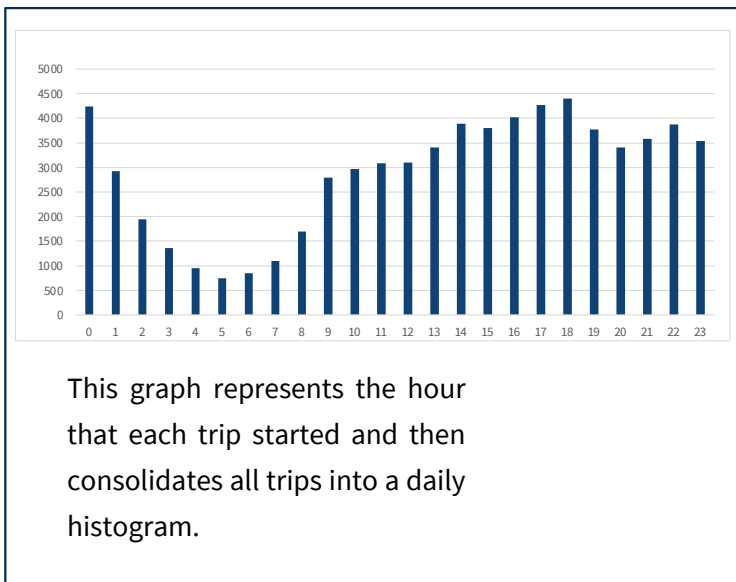 5000
4500
4000
3500
3000
2500
2000
1500
1000
500
0
0 1 2 3 4 5 6 7 8 9 10 11 12 13 14 15 16 17 18 19 20 21 22 23
This graph represents the hour
that each trip started and then
consolidates all trips into a daily
histogram.